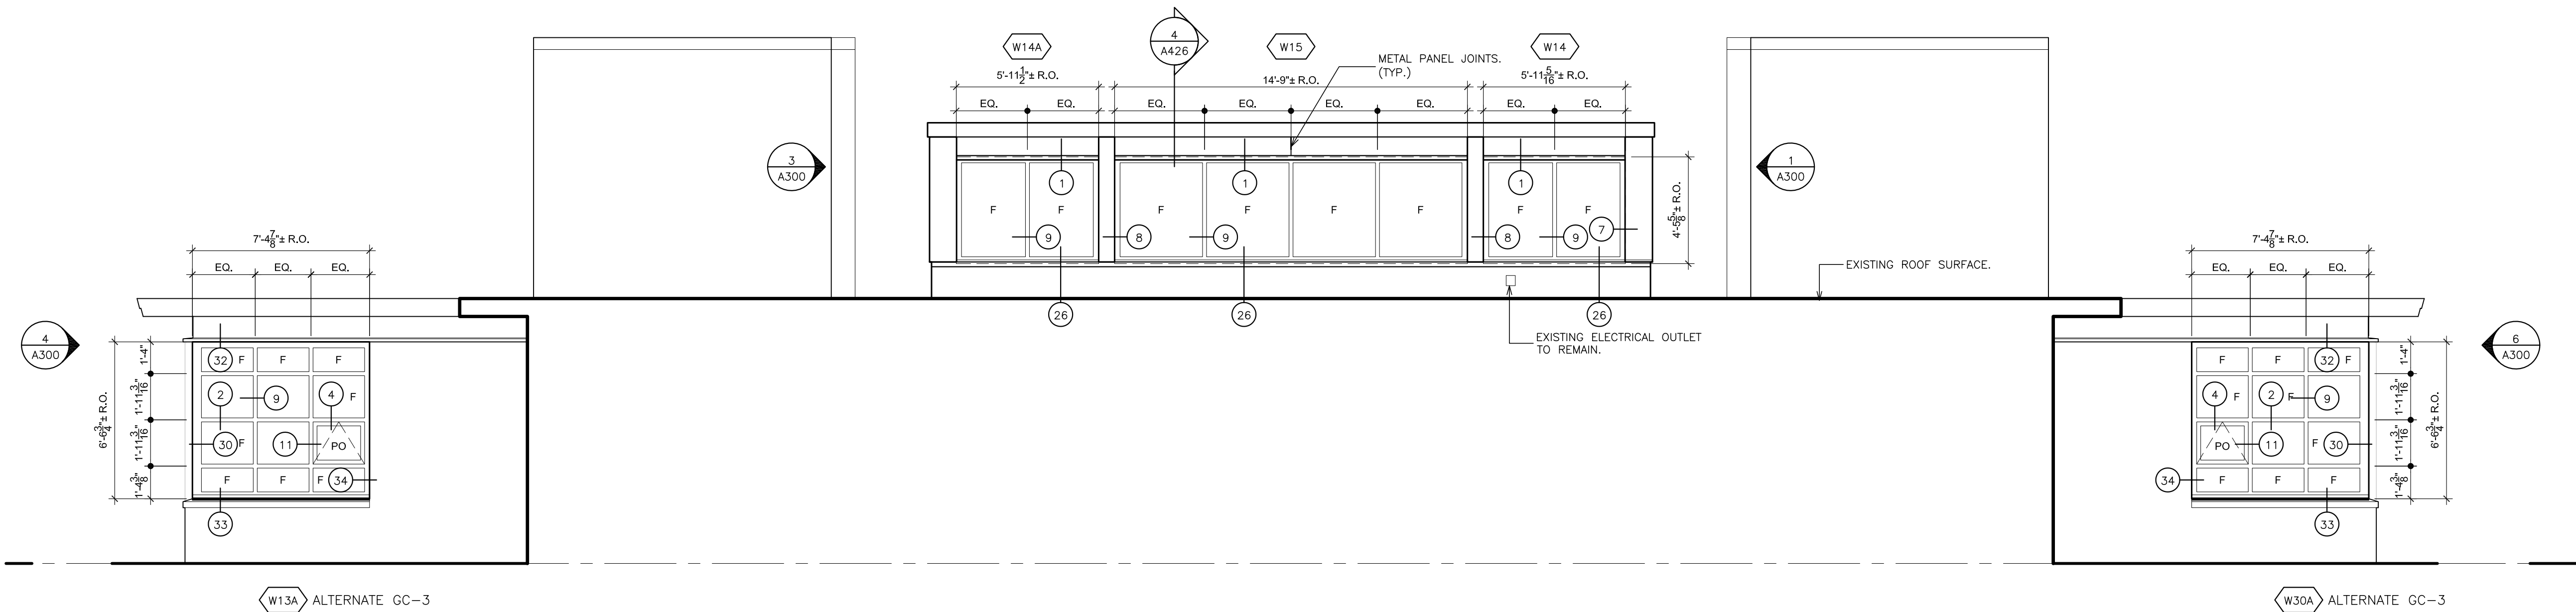 4
A426
W14A
W15
W14
5'-11 1/2"± R.O.
14'-9"± R.O.
5'-11 5/16"± R.O.
METAL PANEL JOINTS.
(TYP.)
EQ. EQ. EQ. EQ. EQ. EQ. EQ. EQ.
3
A300
1
A300
1 1 1
F F F F F F F
9 8 9 8 9 7
4'-5 5/8"± R.O.
26 26 26
EXISTING ROOF SURFACE.
EXISTING ELECTRICAL OUTLET
TO REMAIN.
7'-4 7/8"± R.O.
EQ. EQ. EQ.
4
A300
6'-6 3/4"± R.O.
1'-4"
1'-11 3/16"
1'-11 3/16"
1'-4 3/8"
32 F F F
2 9 4 F
30 F 11 PO
F F F 34
33
W13A ALTERNATE GC-3
7'-4 7/8"± R.O.
EQ. EQ. EQ.
6
A300
F F 32 F
4 F 2 F 9
PO 11 F 30
34 F F F
33
1'-4"
1'-11 3/16"
1'-11 3/16"
1'-4 3/8"
6'-6 3/4"± R.O.
W30A ALTERNATE GC-3